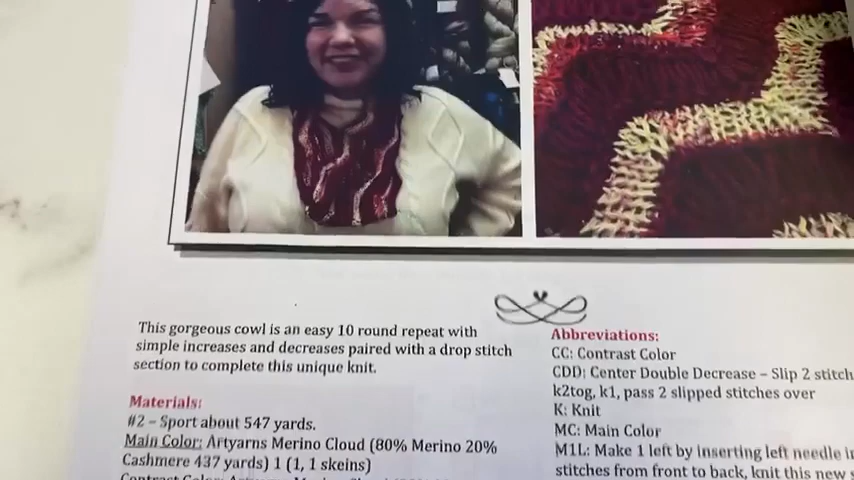 This gorgeous cowl is an easy 10 round repeat with
simple increases and decreases paired with a drop stitch
section to complete this unique knit.
Materials:
#2 – Sport about 547 yards.
Main Color: Artyarns Merino Cloud (80% Merino 20%
Cashmere 437 yards) 1 (1, 1 skeins)
Abbreviations:
CC: Contrast Color
CDD: Center Double Decrease – Slip 2 stitch
k2tog, k1, pass 2 slipped stitches over
K: Knit
MC: Main Color
M1L: Make 1 left by inserting left needle in
stitches from front to back, knit this new s